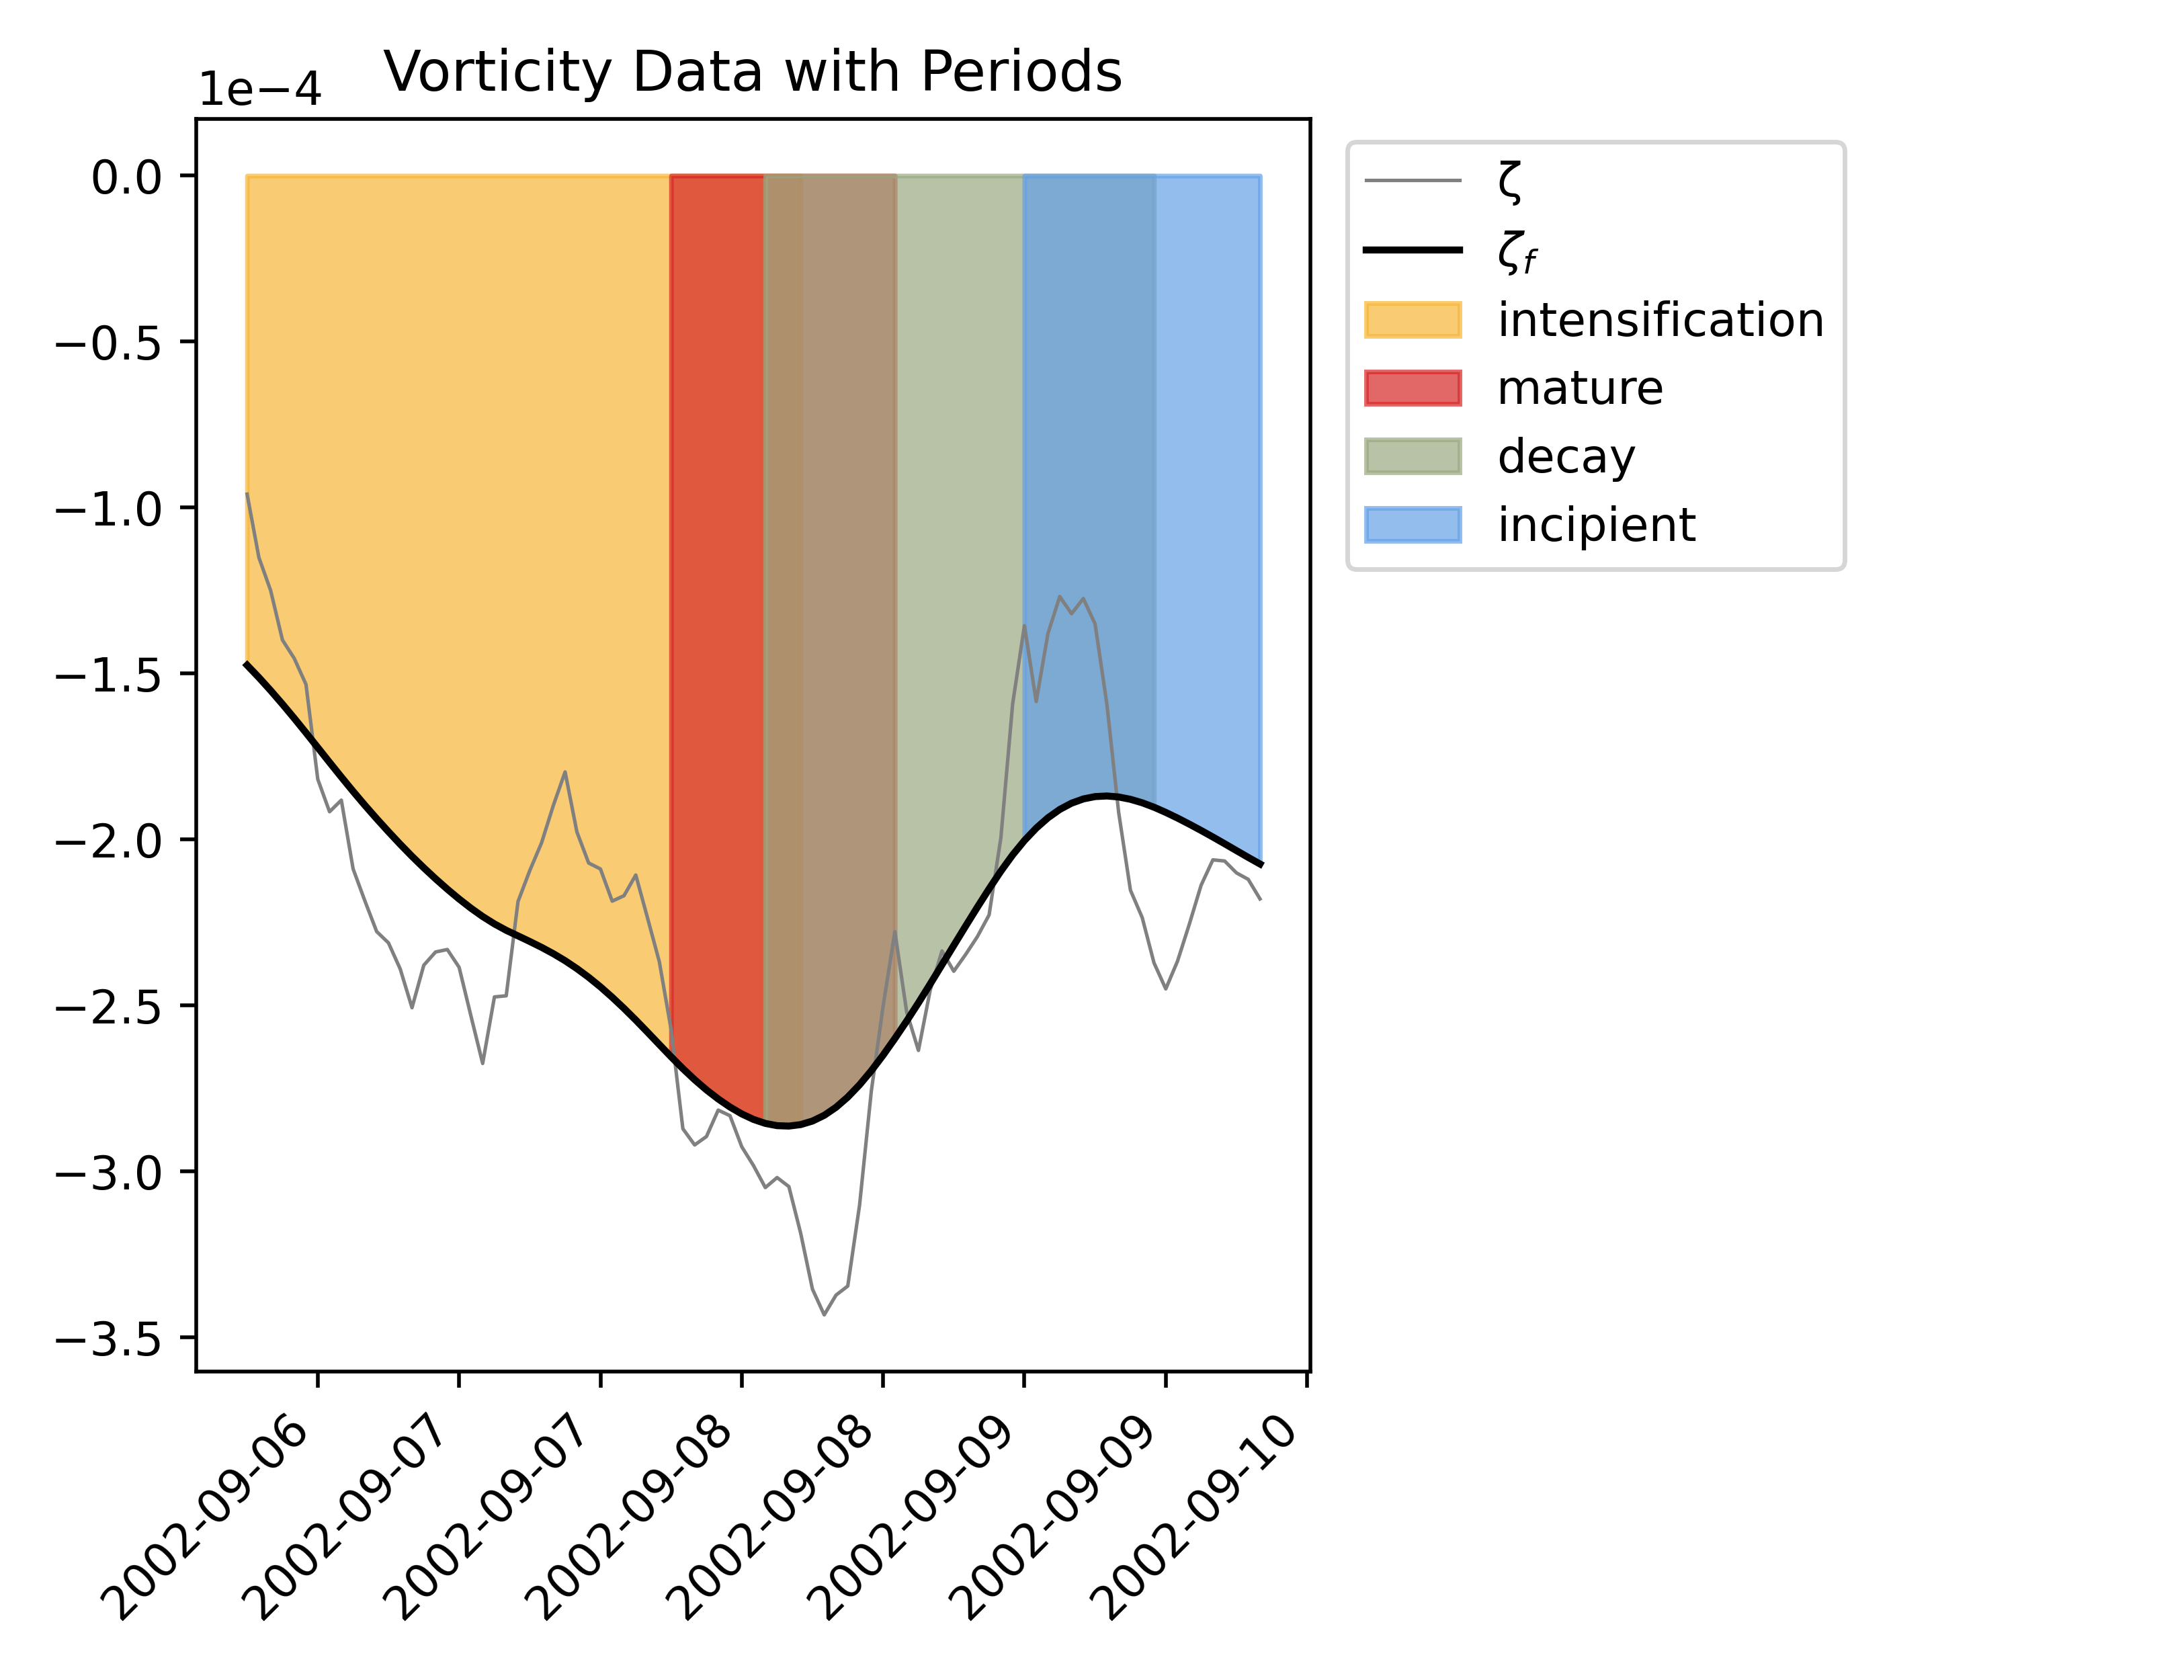 Vorticity Data with Periods
1e−4
0.0
−0.5
−1.0
−1.5
−2.0
−2.5
−3.0
−3.5
2002-09-06
2002-09-07
2002-09-07
2002-09-08
2002-09-08
2002-09-09
2002-09-09
2002-09-10
ζ
ζf
intensification
mature
decay
incipient